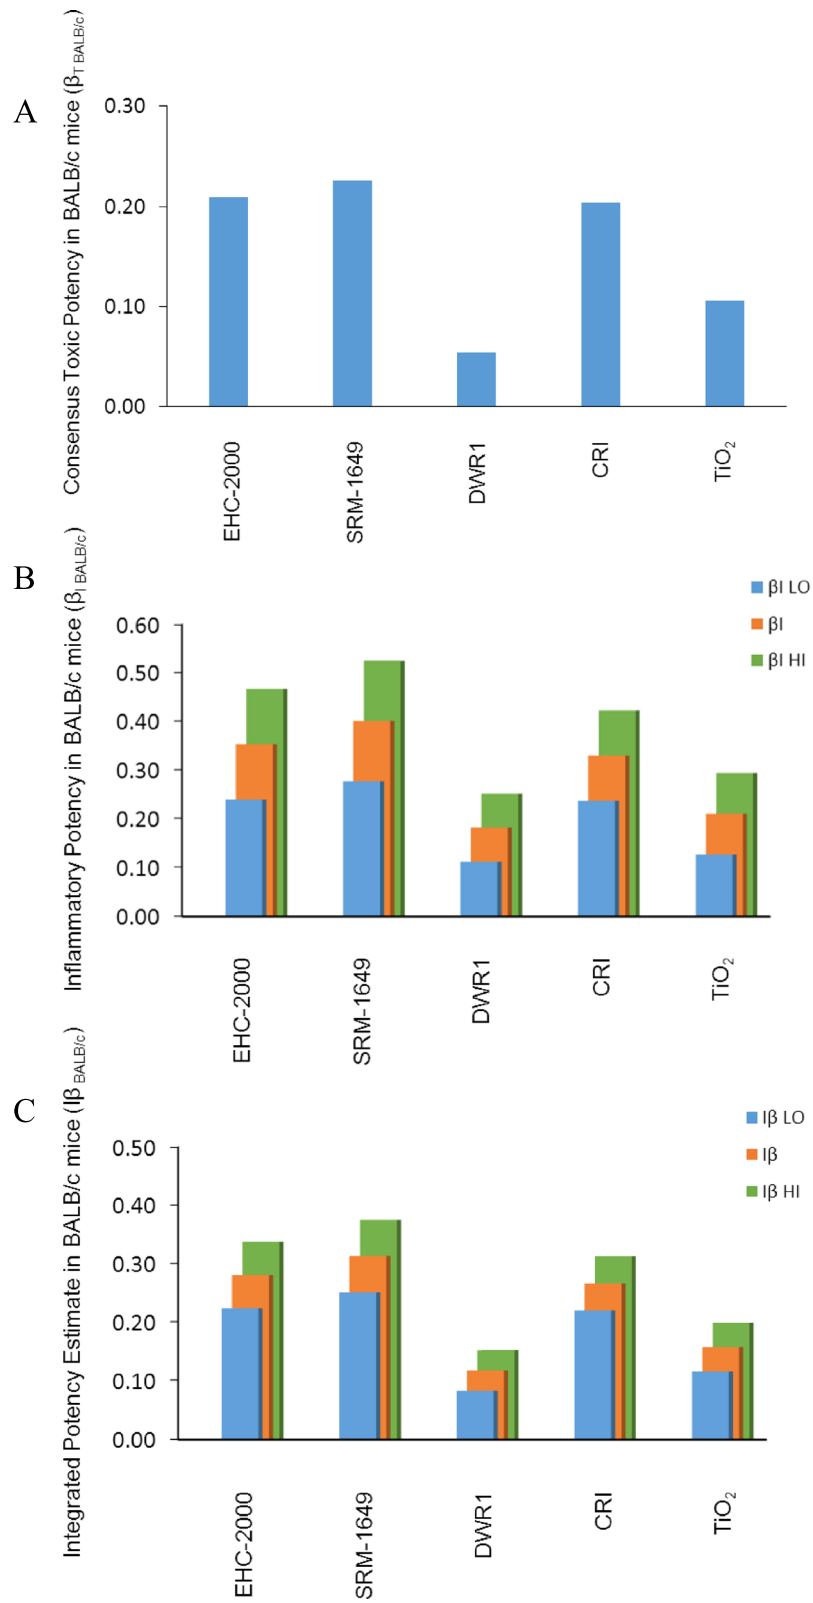 A
Consensus Toxic Potency in BALB/c mice (βT BALB/c)
0.30
0.20
0.10
0.00
EHC-2000
SRM-1649
DWR1
CRI
TiO2
B
Inflammatory Potency in BALB/c mice (βI BALB/c)
βI LO
βI
βI HI
0.60
0.50
0.40
0.30
0.20
0.10
0.00
EHC-2000
SRM-1649
DWR1
CRI
TiO2
C
Integrated Potency Estimate in BALB/c mice (Iβ BALB/c)
Iβ LO
Iβ
Iβ HI
0.50
0.40
0.30
0.20
0.10
0.00
EHC-2000
SRM-1649
DWR1
CRI
TiO2